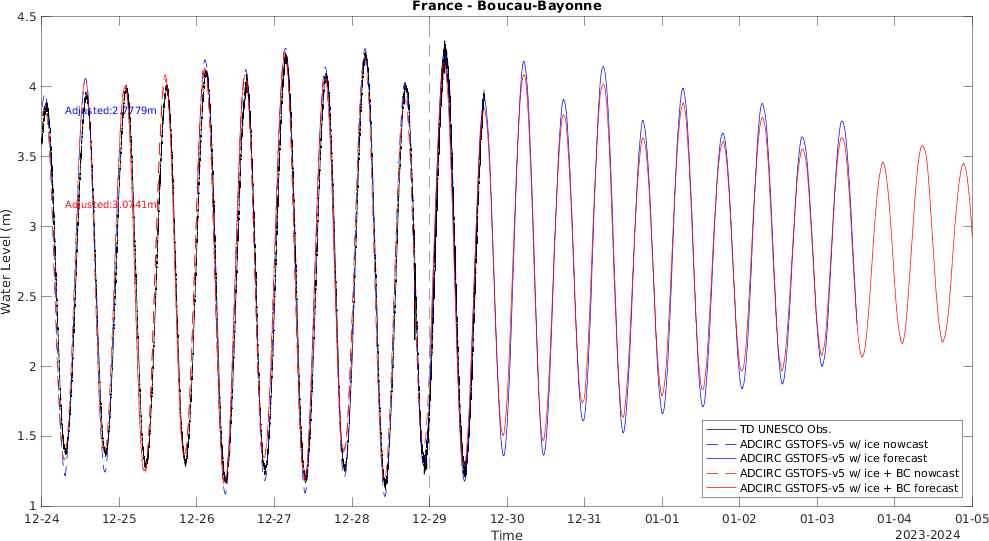 France - Boucau-Bayonne
Water Level (m)
4.5
4
3.5
3
2.5
2
1.5
1
Adjusted:2.7779m
Adjusted:3.0741m
TD UNESCO Obs.
ADCIRC GSTOFS-v5 w/ ice nowcast
ADCIRC GSTOFS-v5 w/ ice forecast
ADCIRC GSTOFS-v5 w/ ice + BC nowcast
ADCIRC GSTOFS-v5 w/ ice + BC forecast
12-24 12-25 12-26 12-27 12-28 12-29 12-30 12-31 01-01 01-02 01-03 01-04 01-05
Time
2023-2024